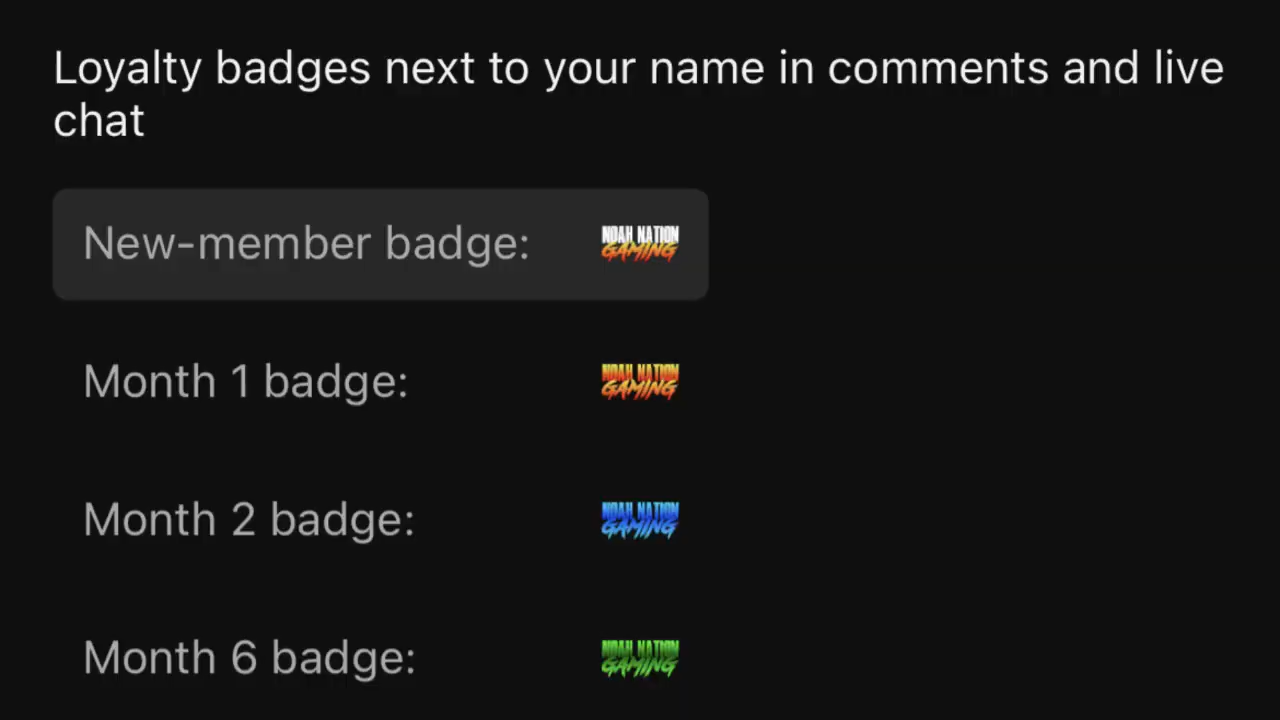 Loyalty badges next to your name in comments and live
chat
New-member badge:
NOAH NATION
GAMING
Month 1 badge:
NOAH NATION
GAMING
Month 2 badge:
NOAH NATION
GAMING
Month 6 badge:
NOAH NATION
GAMING